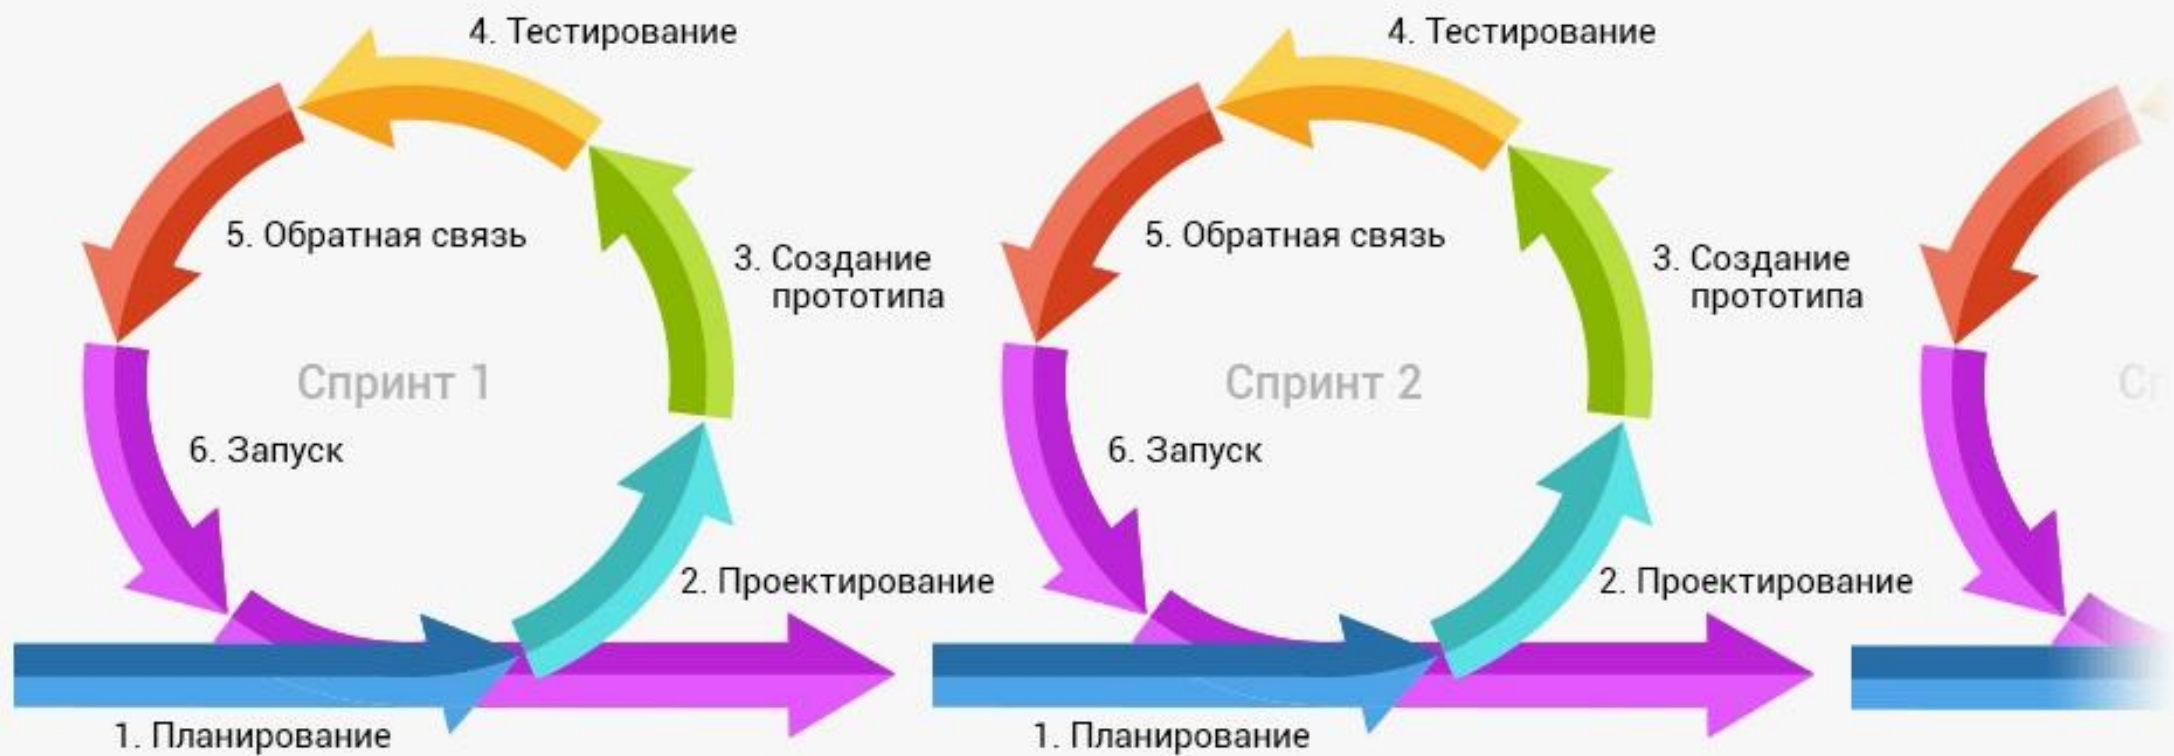 4. Тестирование
5. Обратная связь
3. Создание
прототипа
Спринт 1
6. Запуск
2. Проектирование
1. Планирование
4. Тестирование
5. Обратная связь
3. Создание
прототипа
Спринт 2
6. Запуск
2. Проектирование
1. Планирование